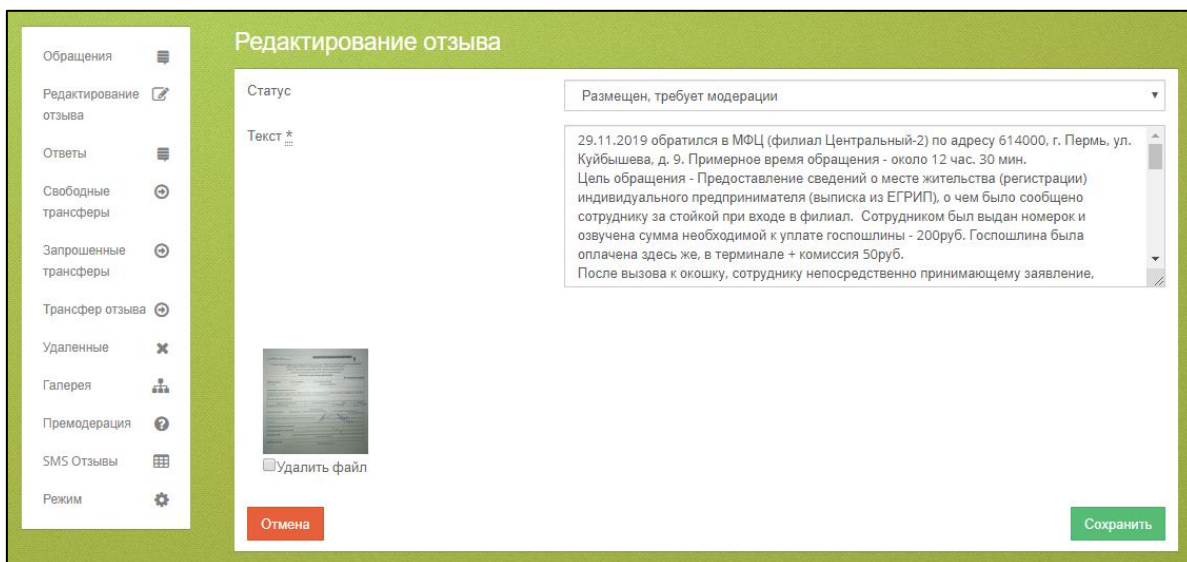 Редактирование отзыва
Обращения
Редактирование
отзыва
Ответы
Свободные
трансферы
Запрошенные
трансферы
Трансфер отзыва
Удаленные
Галерея
Премодерация
SMS Отзывы
Режим
Статус
Размещен, требует модерации
Текст *
29.11.2019 обратился в МФЦ (филиал Центральный-2) по адресу 614000, г. Пермь, ул.
Куйбышева, д. 9. Примерное время обращения - около 12 час. 30 мин.
Цель обращения - Предоставление сведений о месте жительства (регистрации)
индивидуального предпринимателя (выписка из ЕГРИП), о чем было сообщено
сотруднику за стойкой при входе в филиал. Сотрудником был выдан номерок и
озвучена сумма необходимой к уплате госпошлины - 200руб. Госпошлина была
оплачена здесь же, в терминале + комиссия 50руб.
После вызова к окошку, сотруднику непосредственно принимающему заявление,
Удалить файл
Отмена
Сохранить